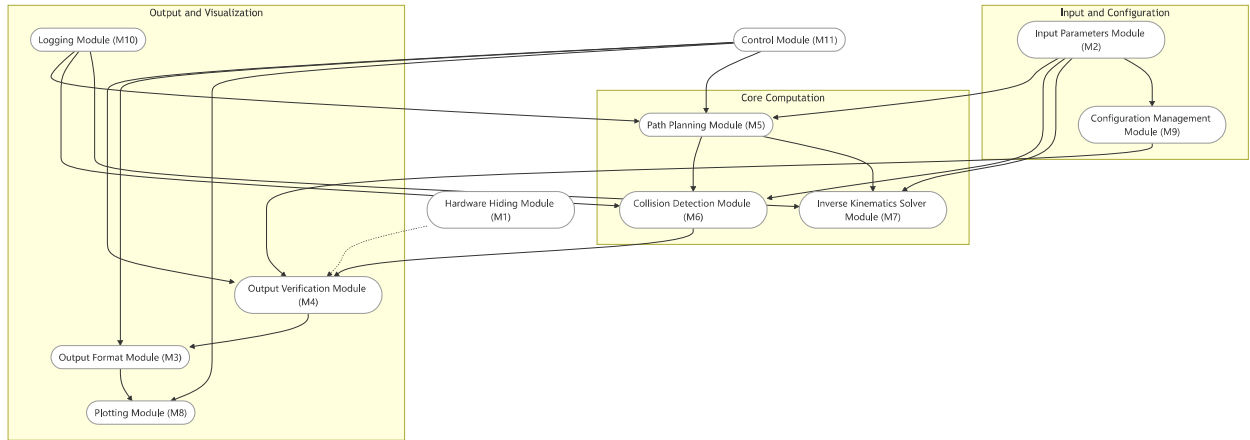 Output and Visualization
Input and Configuration
Logging Module (M10)
Control Module (M11)
Input Parameters Module
(M2)
Core Computation
Path Planning Module (M5)
Configuration Management
Module (M9)
Hardware Hiding Module
(M1)
Collision Detection Module
(M6)
Inverse Kinematics Solver
Module (M7)
Output Verification Module
(M4)
Output Format Module (M3)
Plotting Module (M8)